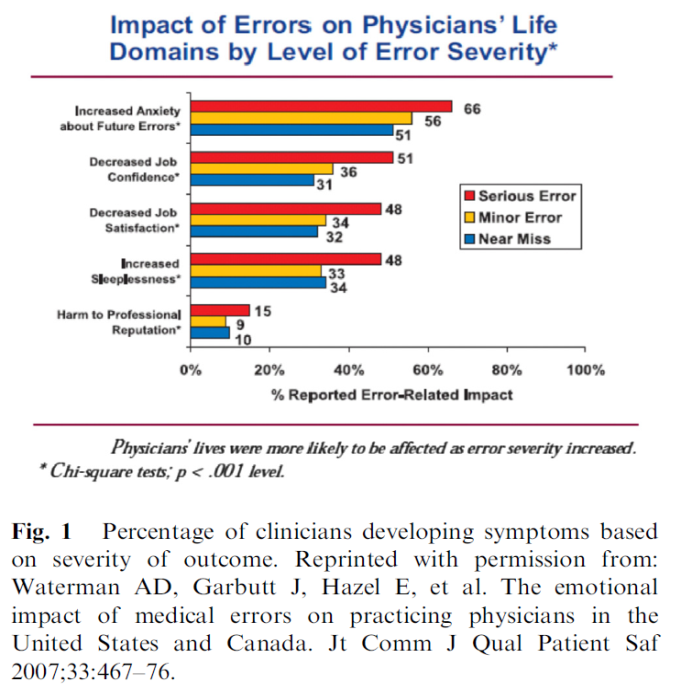 Impact of Errors on Physicians' Life
Domains by Level of Error Severity*
Increased Anxiety
about Future Errors*
66
56
51
Decreased Job
Confidence*
51
36
31
Decreased Job
Satisfaction*
48
34
32
Increased
Sleeplessness*
48
33
34
Harm to Professional
Reputation*
15
9
10
Serious Error
Minor Error
Near Miss
0% 20% 40% 60% 80% 100%
% Reported Error-Related Impact
Physicians' lives were more likely to be affected as error severity increased.
* Chi-square tests; p < .001 level.
Fig. 1 Percentage of clinicians developing symptoms based
on severity of outcome. Reprinted with permission from:
Waterman AD, Garbutt J, Hazel E, et al. The emotional
impact of medical errors on practicing physicians in the
United States and Canada. Jt Comm J Qual Patient Saf
2007;33:467–76.